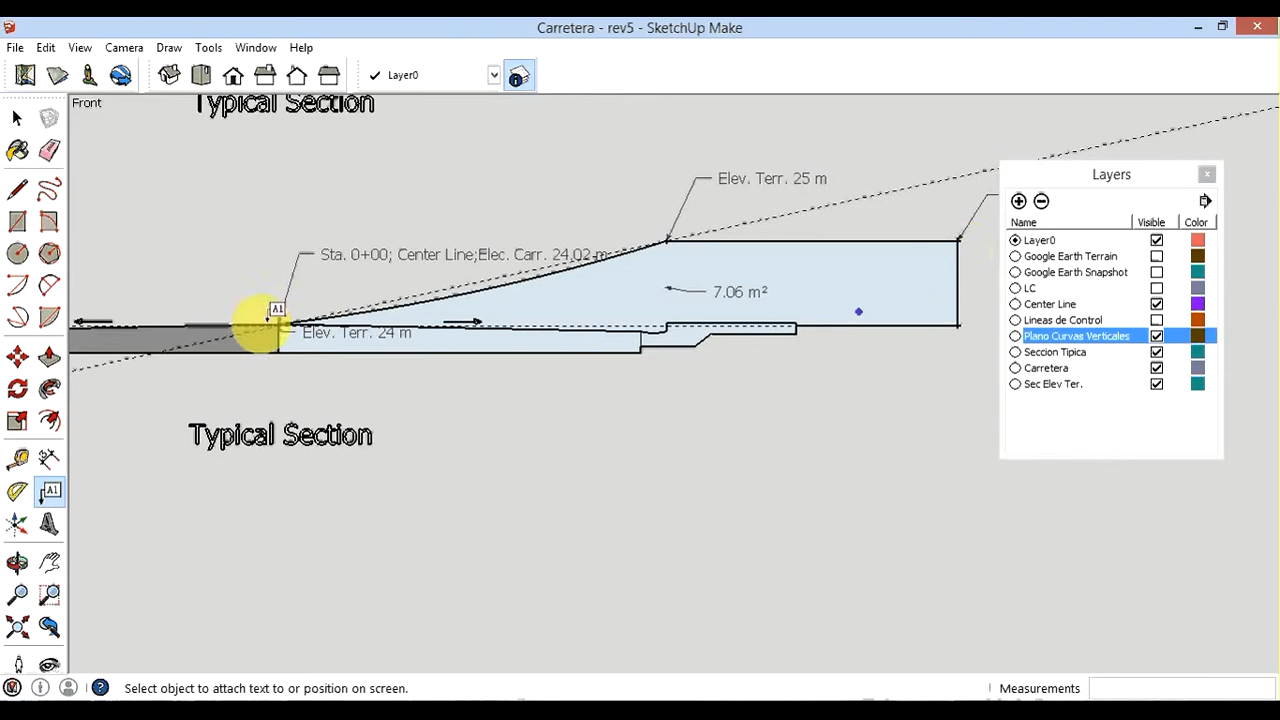 Carretera - rev5 - SketchUp Make
File Edit View Camera Draw Tools Window Help
Layer0
Front
Typical Section
Elev. Terr. 25 m
Layers
Name Visible Color
Layer0
Google Earth Terrain
Google Earth Snapshot
LC
Center Line
Lineas de Control
Plano Curvas Verticales
Seccion Tipica
Carretera
Sec Elev Ter.
Sta. 0+00; Center Line;Elec. Carr. 24.02 m
7.06 m²
A1
Elev. Terr. 24 m
Typical Section
A1
Select object to attach text to or position on screen.
Measurements